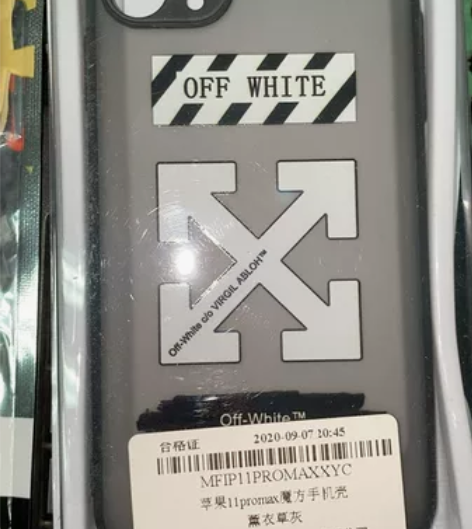 OFF WHITE
Off-White c/o VIRGIL ABLOH™
Off-White™
合格证 2020-09-07 20:45
MFIP11PROMAXXYC
苹果11promax魔方手机壳
薰衣草灰